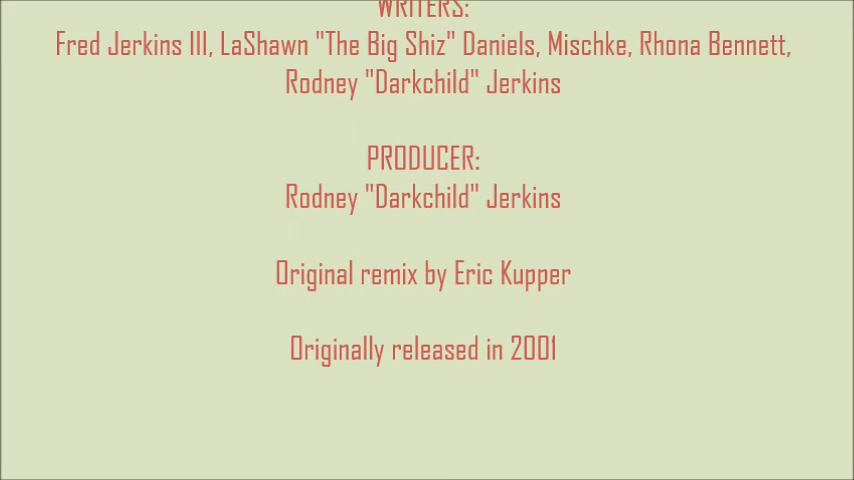 WRITERS:
Fred Jerkins III, LaShawn "The Big Shiz" Daniels, Mischke, Rhona Bennett,
Rodney "Darkchild" Jerkins
PRODUCER:
Rodney "Darkchild" Jerkins
Original remix by Eric Kupper
Originally released in 2001